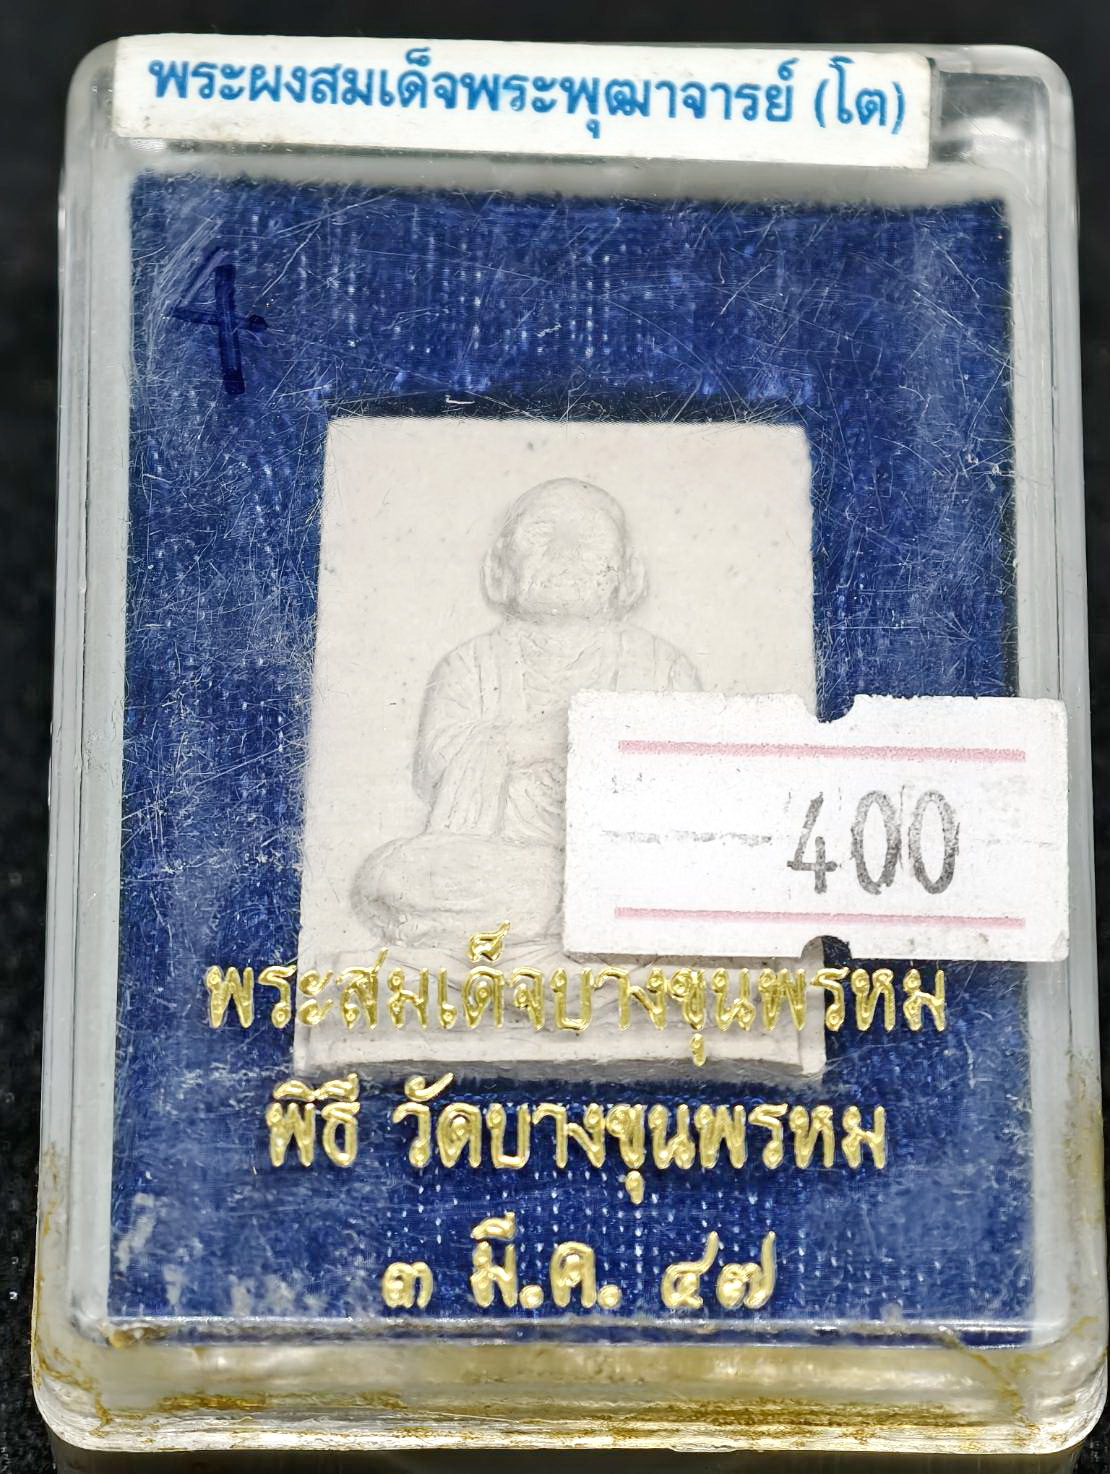 พระผงสมเด็จพระพุฒาจารย์ (โต)
4
400
พระสมเด็จบางขุนพรหม
พิธี วัดบางขุนพรหม
๓ มี.ค. ๔๗